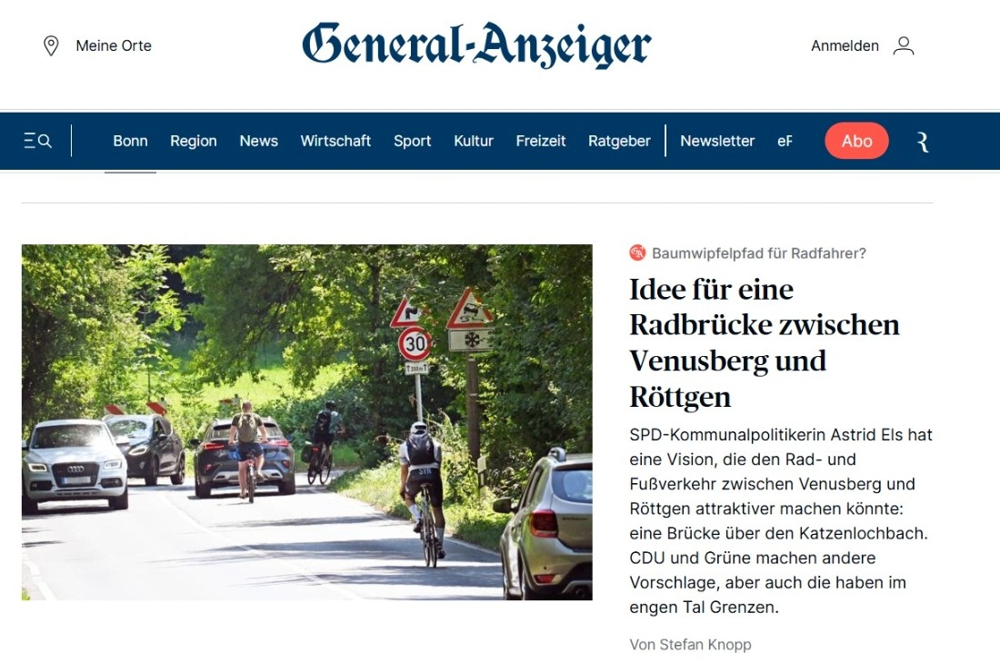 Meine Orte
General-Anzeiger
Anmelden
Bonn Region News Wirtschaft Sport Kultur Freizeit Ratgeber Newsletter eP Abo
GA Baumwipfelpfad für Radfahrer?
Idee für eine
Radbrücke zwischen
Venusberg und
Röttgen
SPD-Kommunalpolitikerin Astrid Els hat
eine Vision, die den Rad- und
Fußverkehr zwischen Venusberg und
Röttgen attraktiver machen könnte:
eine Brücke über den Katzenlochbach.
CDU und Grüne machen andere
Vorschlage, aber auch die haben im
engen Tal Grenzen.
Von Stefan Knopp
30